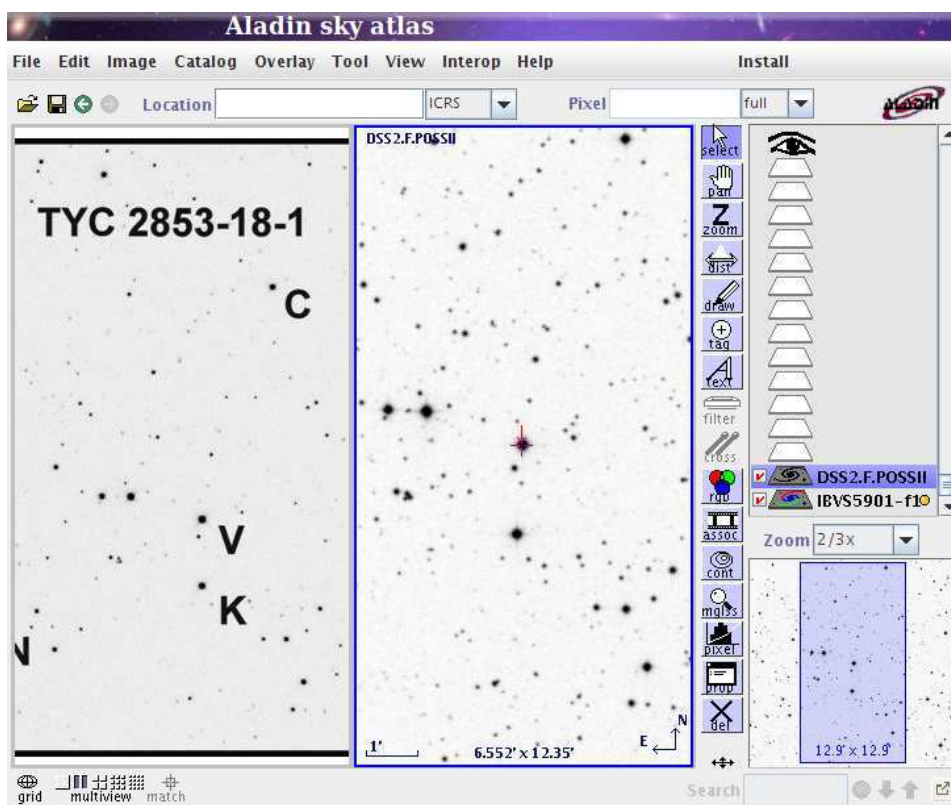 Aladin sky atlas
File Edit Image Catalog Overlay Tool View Interop Help Install
Location ICRS Pixel full Aladin
TYC 2853-18-1
C
V
K
N
DSS2.F.POSSII
1' 6.552' x 12.35' E N
select
pan
zoom
dist
draw
tag
text
filter
cross
rgb
assoc
cont
mglss
pixel
prop
del
DSS2.F.POSSII
IBVS5901-f1
Zoom 2/3x
12.9' x 12.9'
grid multiview match Search